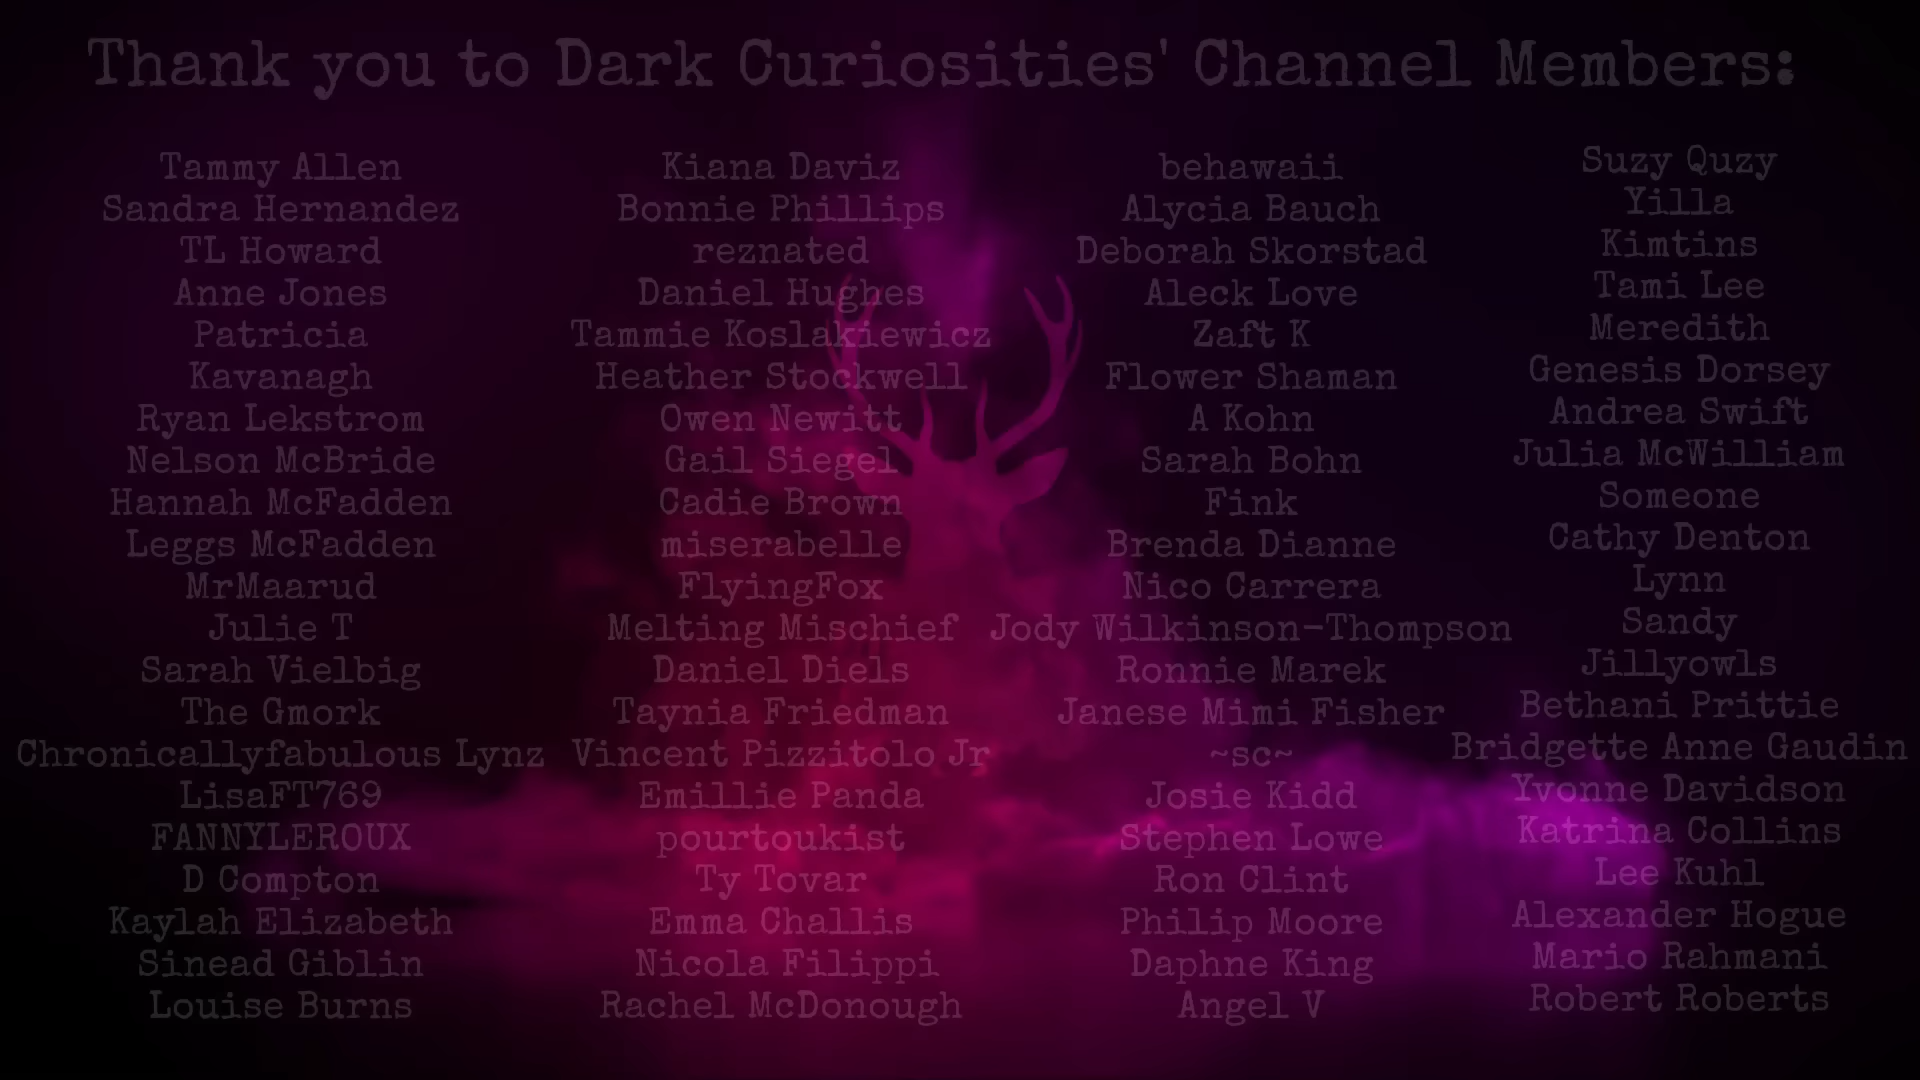 Thank you to Dark Curiosities' Channel Members:
Tammy Allen
Sandra Hernandez
TL Howard
Anne Jones
Patricia
Kavanagh
Ryan Lekstrom
Nelson McBride
Hannah McFadden
Leggs McFadden
MrMaarud
Julie T
Sarah Vielbig
The Gmork
Chronicallyfabulous Lynz
LisaFT769
FANNYLEROUX
D Compton
Kaylah Elizabeth
Sinead Giblin
Louise Burns
Kiana Daviz
Bonnie Phillips
reznated
Daniel Hughes
Tammie Koslakiewicz
Heather Stockwell
Owen Newitt
Gail Siegel
Cadie Brown
miserabelle
FlyingFox
Melting Mischief
Daniel Diels
Taynia Friedman
Vincent Pizzitolo Jr
Emillie Panda
pourtoukist
Ty Tovar
Emma Challis
Nicola Filippi
Rachel McDonough
behawaii
Alycia Bauch
Deborah Skorstad
Aleck Love
Zaft K
Flower Shaman
A Kohn
Sarah Bohn
Fink
Brenda Dianne
Nico Carrera
Jody Wilkinson-Thompson
Ronnie Marek
Janese Mimi Fisher
~sc~
Josie Kidd
Stephen Lowe
Ron Clint
Philip Moore
Daphne King
Angel V
Suzy Quzy
Yilla
Kimtins
Tami Lee
Meredith
Genesis Dorsey
Andrea Swift
Julia McWilliam
Someone
Cathy Denton
Lynn
Sandy
Jillyowls
Bethani Prittie
Bridgette Anne Gaudin
Yvonne Davidson
Katrina Collins
Lee Kuhl
Alexander Hogue
Mario Rahmani
Robert Roberts